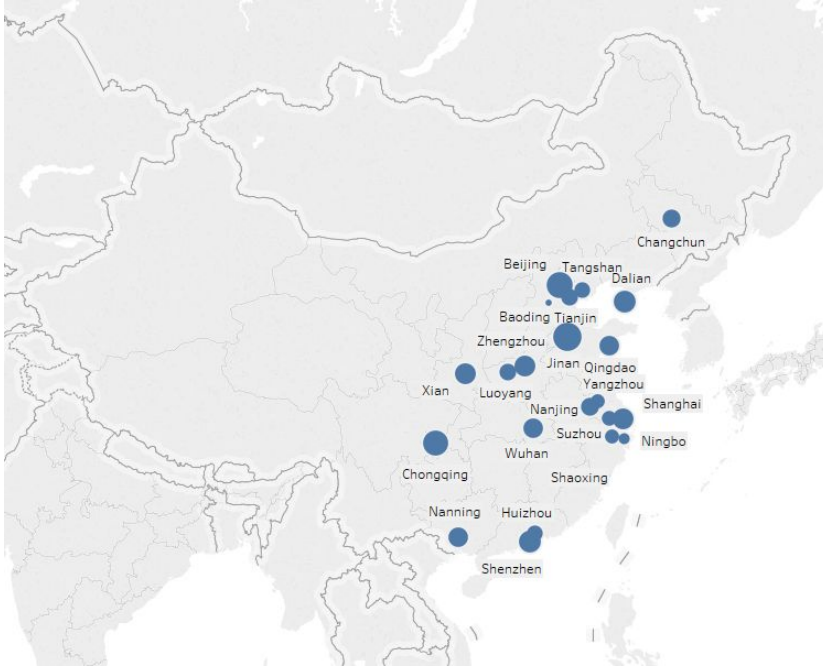 Changchun
Beijing
Tangshan
Dalian
Baoding
Tianjin
Zhengzhou
Jinan
Qingdao
Xian
Luoyang
Yangzhou
Nanjing
Shanghai
Suzhou
Ningbo
Wuhan
Chongqing
Shaoxing
Nanning
Huizhou
Shenzhen